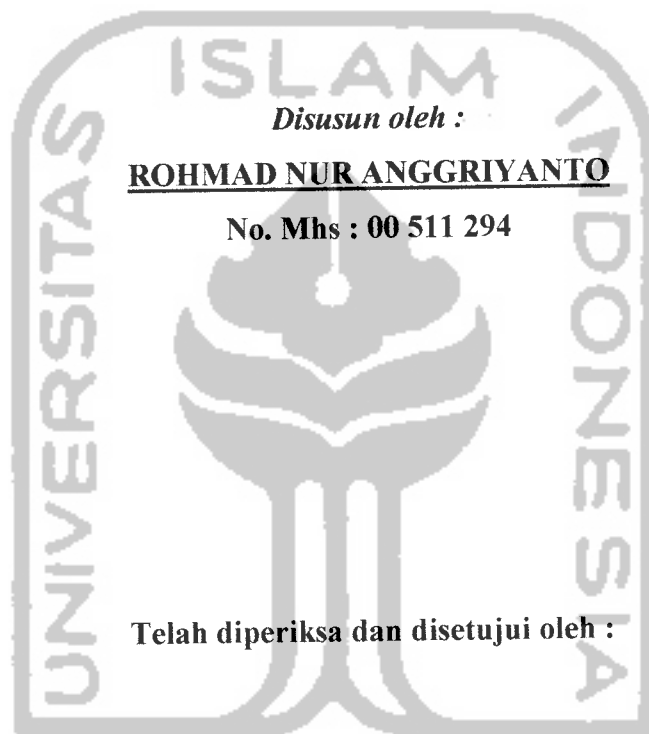 UNIVERSITAS ISLAM INDONESIA
Disusun oleh :
ROHMAD NUR ANGGRIYANTO
No. Mhs : 00 511 294
Telah diperiksa dan disetujui oleh :